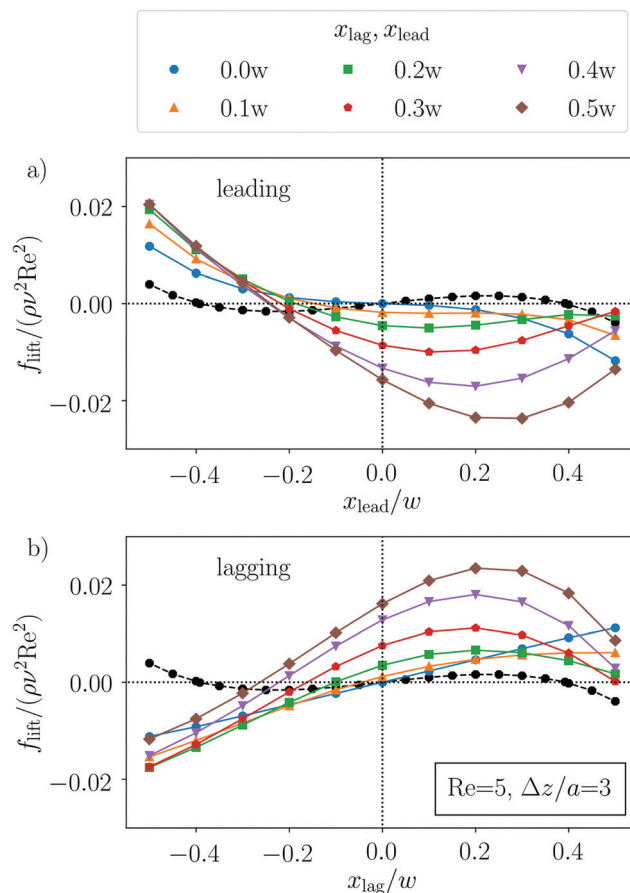 x_lag, x_lead
0.0w 0.2w 0.4w
0.1w 0.3w 0.5w
a)
leading
f_lift/(ρν²Re²)
0.02
0.00
−0.02
−0.4 −0.2 0.0 0.2 0.4
x_lead/w
b)
lagging
f_lift/(ρν²Re²)
0.02
0.00
−0.02
Re=5, Δz/a=3
−0.4 −0.2 0.0 0.2 0.4
x_lag/w